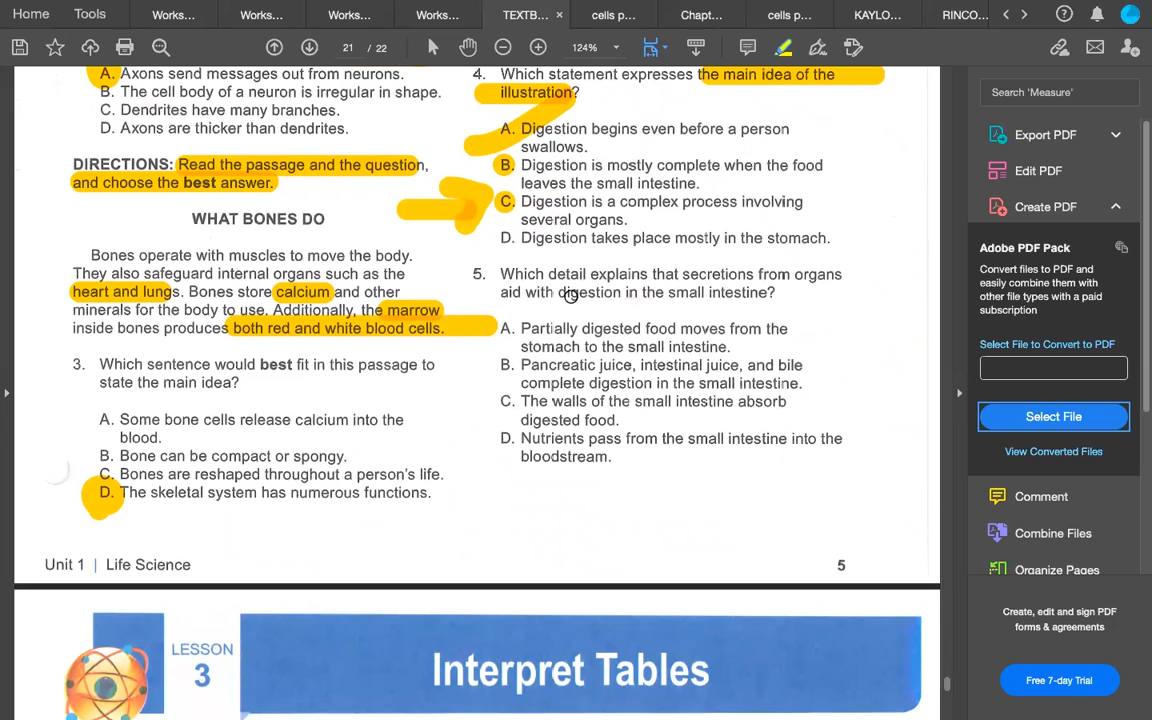 Home Tools Works... Works... Works... Works... TEXTB... × cells p... Chapt... cells p... KAYLO... RINCO...
21 / 22 124%
A. Axons send messages out from neurons.
B. The cell body of a neuron is irregular in shape.
C. Dendrites have many branches.
D. Axons are thicker than dendrites.
DIRECTIONS: Read the passage and the question,
and choose the best answer.
WHAT BONES DO
Bones operate with muscles to move the body.
They also safeguard internal organs such as the
heart and lungs. Bones store calcium and other
minerals for the body to use. Additionally, the marrow
inside bones produces both red and white blood cells.
3. Which sentence would best fit in this passage to
state the main idea?
A. Some bone cells release calcium into the
blood.
B. Bone can be compact or spongy.
C. Bones are reshaped throughout a person's life.
D. The skeletal system has numerous functions.
4. Which statement expresses the main idea of the
illustration?
A. Digestion begins even before a person
swallows.
B. Digestion is mostly complete when the food
leaves the small intestine.
C. Digestion is a complex process involving
several organs.
D. Digestion takes place mostly in the stomach.
5. Which detail explains that secretions from organs
aid with digestion in the small intestine?
A. Partially digested food moves from the
stomach to the small intestine.
B. Pancreatic juice, intestinal juice, and bile
complete digestion in the small intestine.
C. The walls of the small intestine absorb
digested food.
D. Nutrients pass from the small intestine into the
bloodstream.
Unit 1 | Life Science 5
LESSON
3
Interpret Tables
Search 'Measure'
Export PDF
Edit PDF
Create PDF
Adobe PDF Pack
Convert files to PDF and
easily combine them with
other file types with a paid
subscription
Select File to Convert to PDF
Select File
View Converted Files
Comment
Combine Files
Organize Pages
Create, edit and sign PDF
forms & agreements
Free 7-day Trial